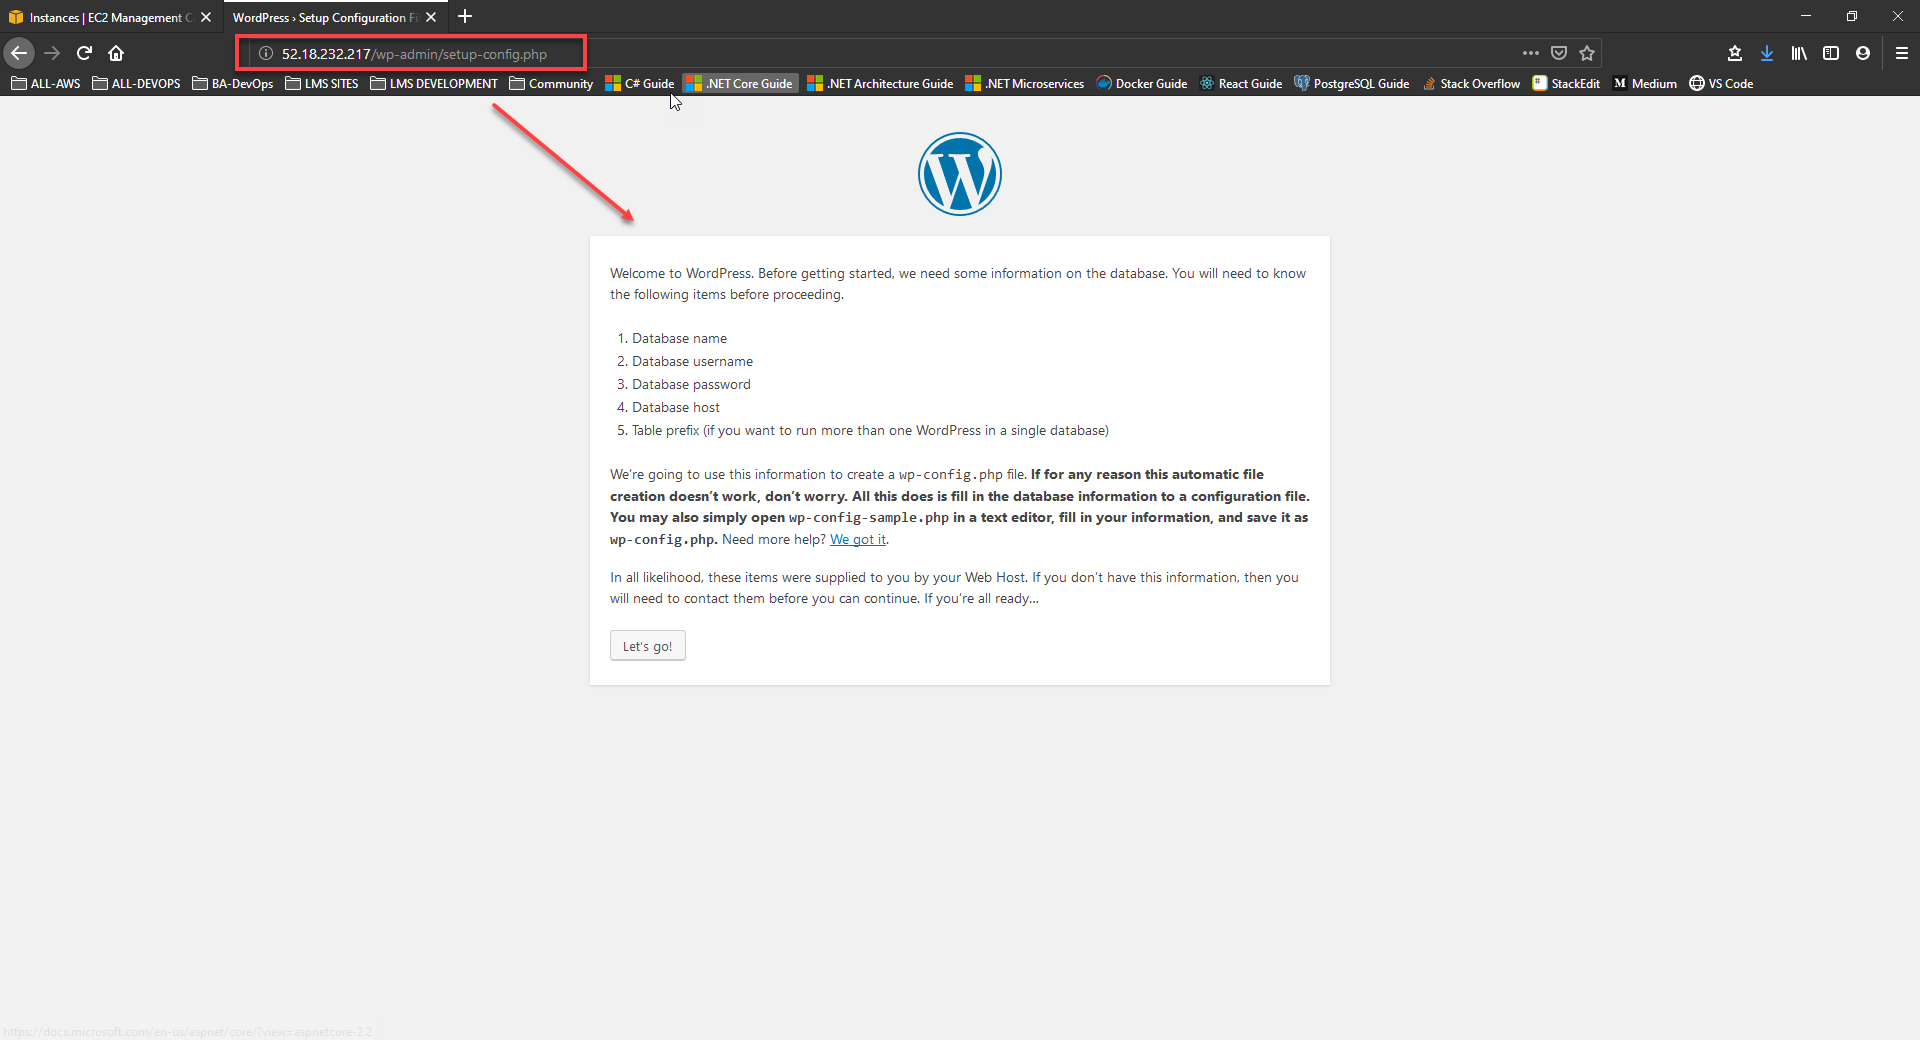 Instances | EC2 Management C
WordPress › Setup Configuration Fi
52.18.232.217/wp-admin/setup-config.php
ALL-AWS ALL-DEVOPS BA-DevOps LMS SITES LMS DEVELOPMENT Community C# Guide .NET Core Guide .NET Architecture Guide .NET Microservices Docker Guide React Guide PostgreSQL Guide Stack Overflow StackEdit Medium VS Code
Welcome to WordPress. Before getting started, we need some information on the database. You will need to know
the following items before proceeding.
1. Database name
2. Database username
3. Database password
4. Database host
5. Table prefix (if you want to run more than one WordPress in a single database)
We’re going to use this information to create a wp-config.php file. If for any reason this automatic file
creation doesn’t work, don’t worry. All this does is fill in the database information to a configuration file.
You may also simply open wp-config-sample.php in a text editor, fill in your information, and save it as
wp-config.php. Need more help? We got it.
In all likelihood, these items were supplied to you by your Web Host. If you don’t have this information, then you
will need to contact them before you can continue. If you’re all ready…
Let’s go!
https://docs.microsoft.com/en-us/aspnet/core/?view=aspnetcore-2.2